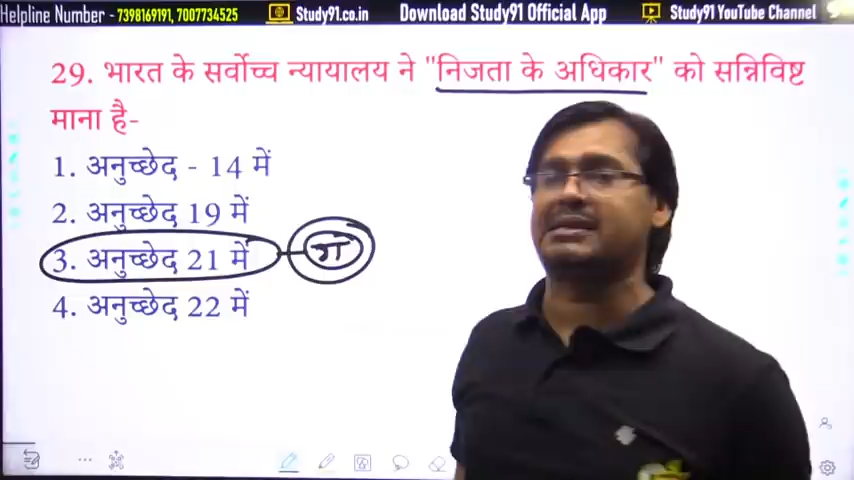 Helpline Number - 7398169191, 7007734525 Study91.co.in Download Study91 Official App Study91 YouTube Channel
29. भारत के सर्वोच्च न्यायालय ने "निजता के अधिकार" को सन्निविष्ट
माना है-
1. अनुच्छेद - 14 में
2. अनुच्छेद 19 में
3. अनुच्छेद 21 में
4. अनुच्छेद 22 में